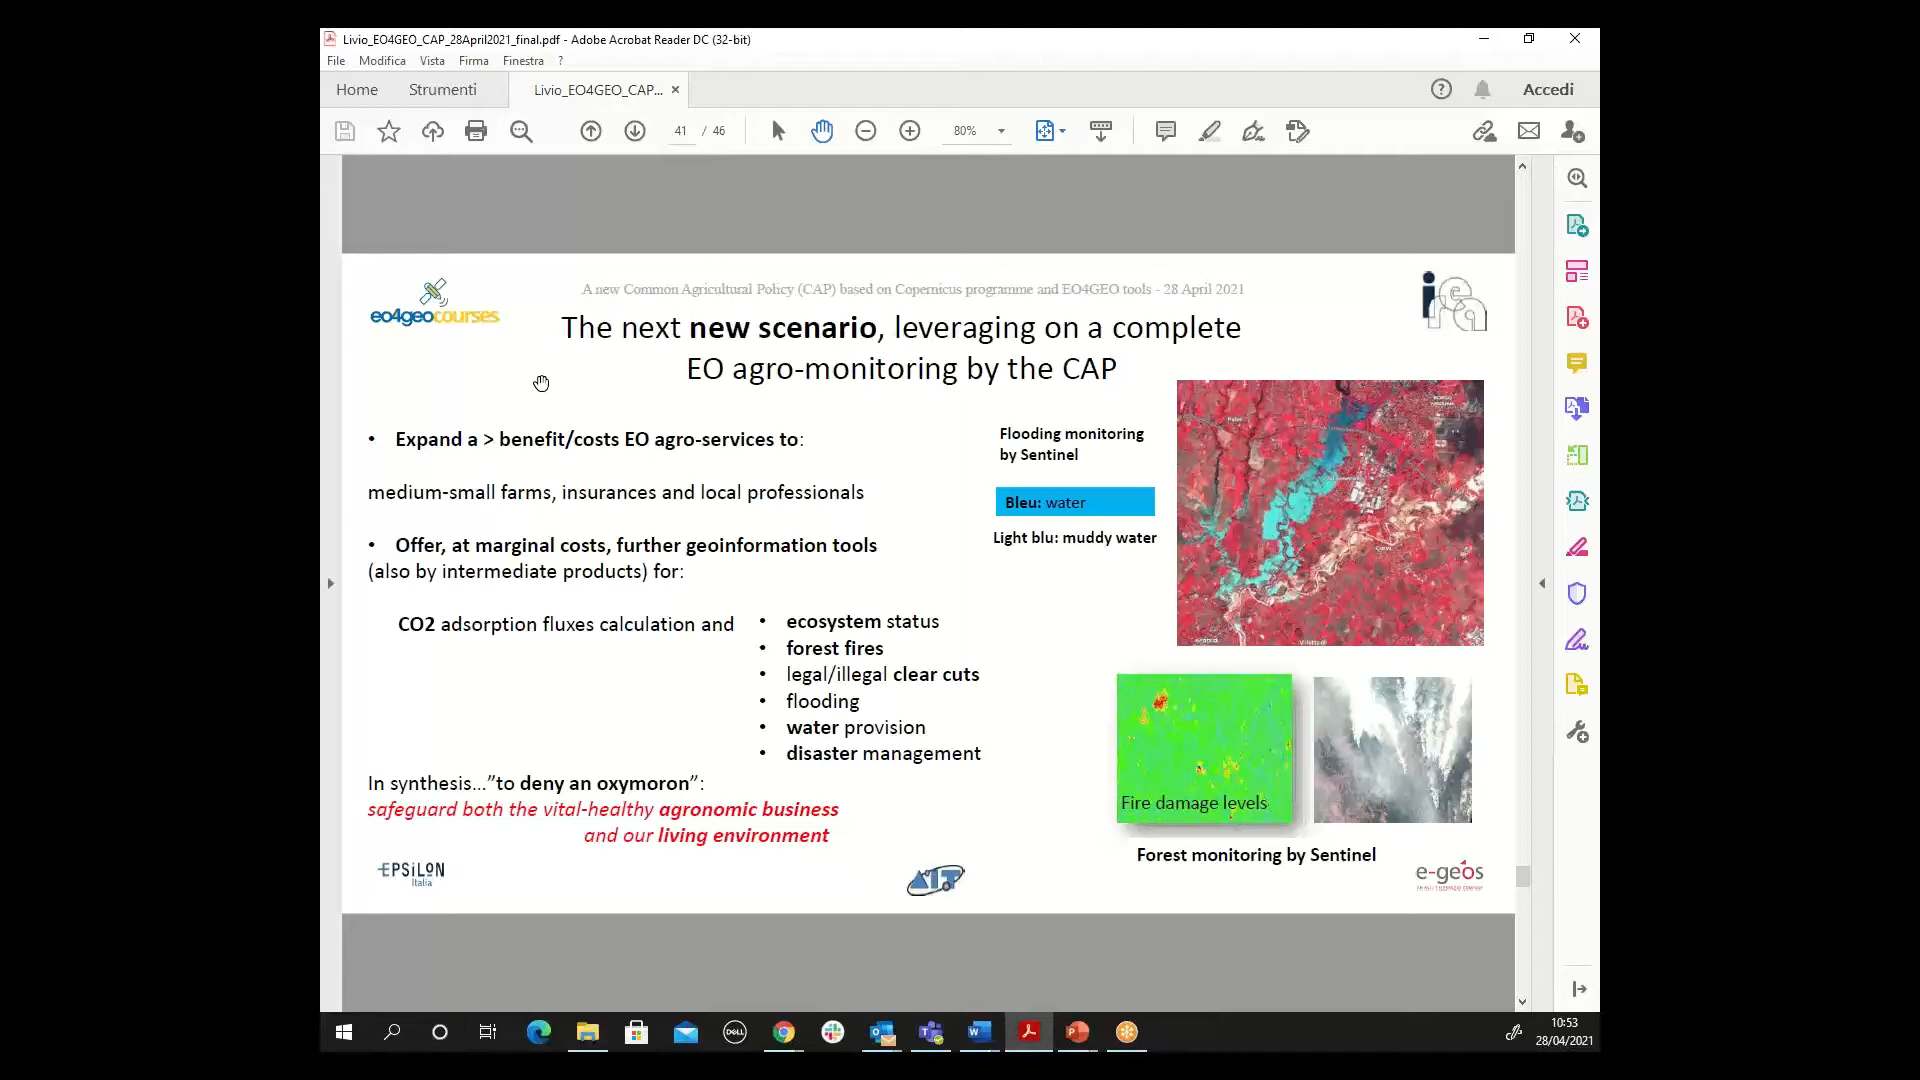 Livio_EO4GEO_CAP_28April2021_final.pdf - Adobe Acrobat Reader DC (32-bit)
File Modifica Vista Firma Finestra ?
Home Strumenti Livio_EO4GEO_CAP... × Accedi
41 / 46 80%
A new Common Agricultural Policy (CAP) based on Copernicus programme and EO4GEO tools - 28 April 2021
eo4geocourses
The next new scenario, leveraging on a complete
EO agro-monitoring by the CAP
• Expand a > benefit/costs EO agro-services to:
medium-small farms, insurances and local professionals
• Offer, at marginal costs, further geoinformation tools
(also by intermediate products) for:
CO2 adsorption fluxes calculation and
• ecosystem status
• forest fires
• legal/illegal clear cuts
• flooding
• water provision
• disaster management
In synthesis...”to deny an oxymoron”:
safeguard both the vital-healthy agronomic business
and our living environment
Flooding monitoring
by Sentinel
Bleu: water
Light blu: muddy water
Fire damage levels
Forest monitoring by Sentinel
EPSILON
Italia
AIT
e-geos
DELL
10:53
28/04/2021